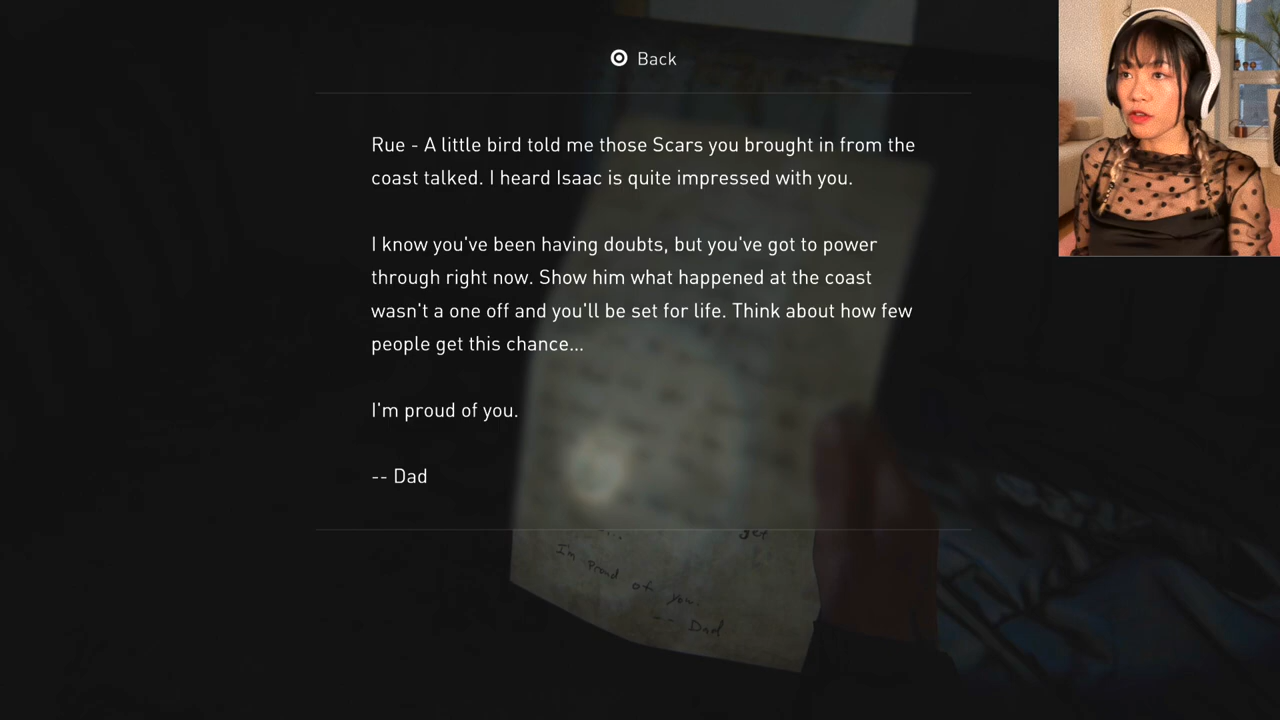 Back
Rue - A little bird told me those Scars you brought in from the
coast talked. I heard Isaac is quite impressed with you.
I know you've been having doubts, but you've got to power
through right now. Show him what happened at the coast
wasn't a one off and you'll be set for life. Think about how few
people get this chance...
I'm proud of you.
-- Dad
get
I'm proud of you.
-- Dad